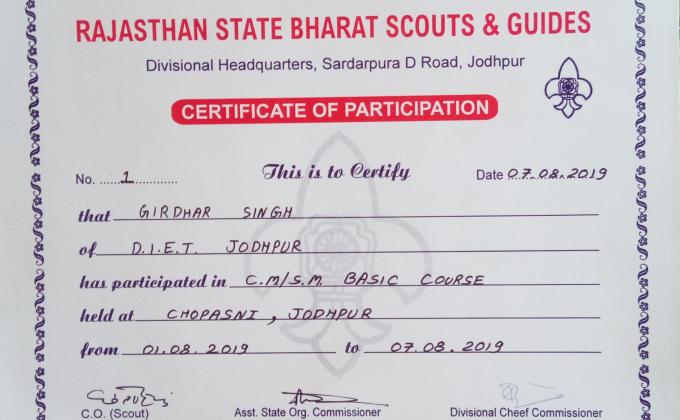 RAJASTHAN STATE BHARAT SCOUTS & GUIDES
Divisional Headquarters, Sardarpura D Road, Jodhpur
CERTIFICATE OF PARTICIPATION
No. ......1............. This is to Certify Date 07.08.2019
that GIRDHAR SINGH
of D.I.E.T. JODHPUR
has participated in C.M/S.M. BASIC COURSE
held at CHOPASNI, JODHPUR
from 01.08.2019 to 07.08.2019
C.O. (Scout) Asst. State Org. Commissioner Divisional Cheef Commissioner